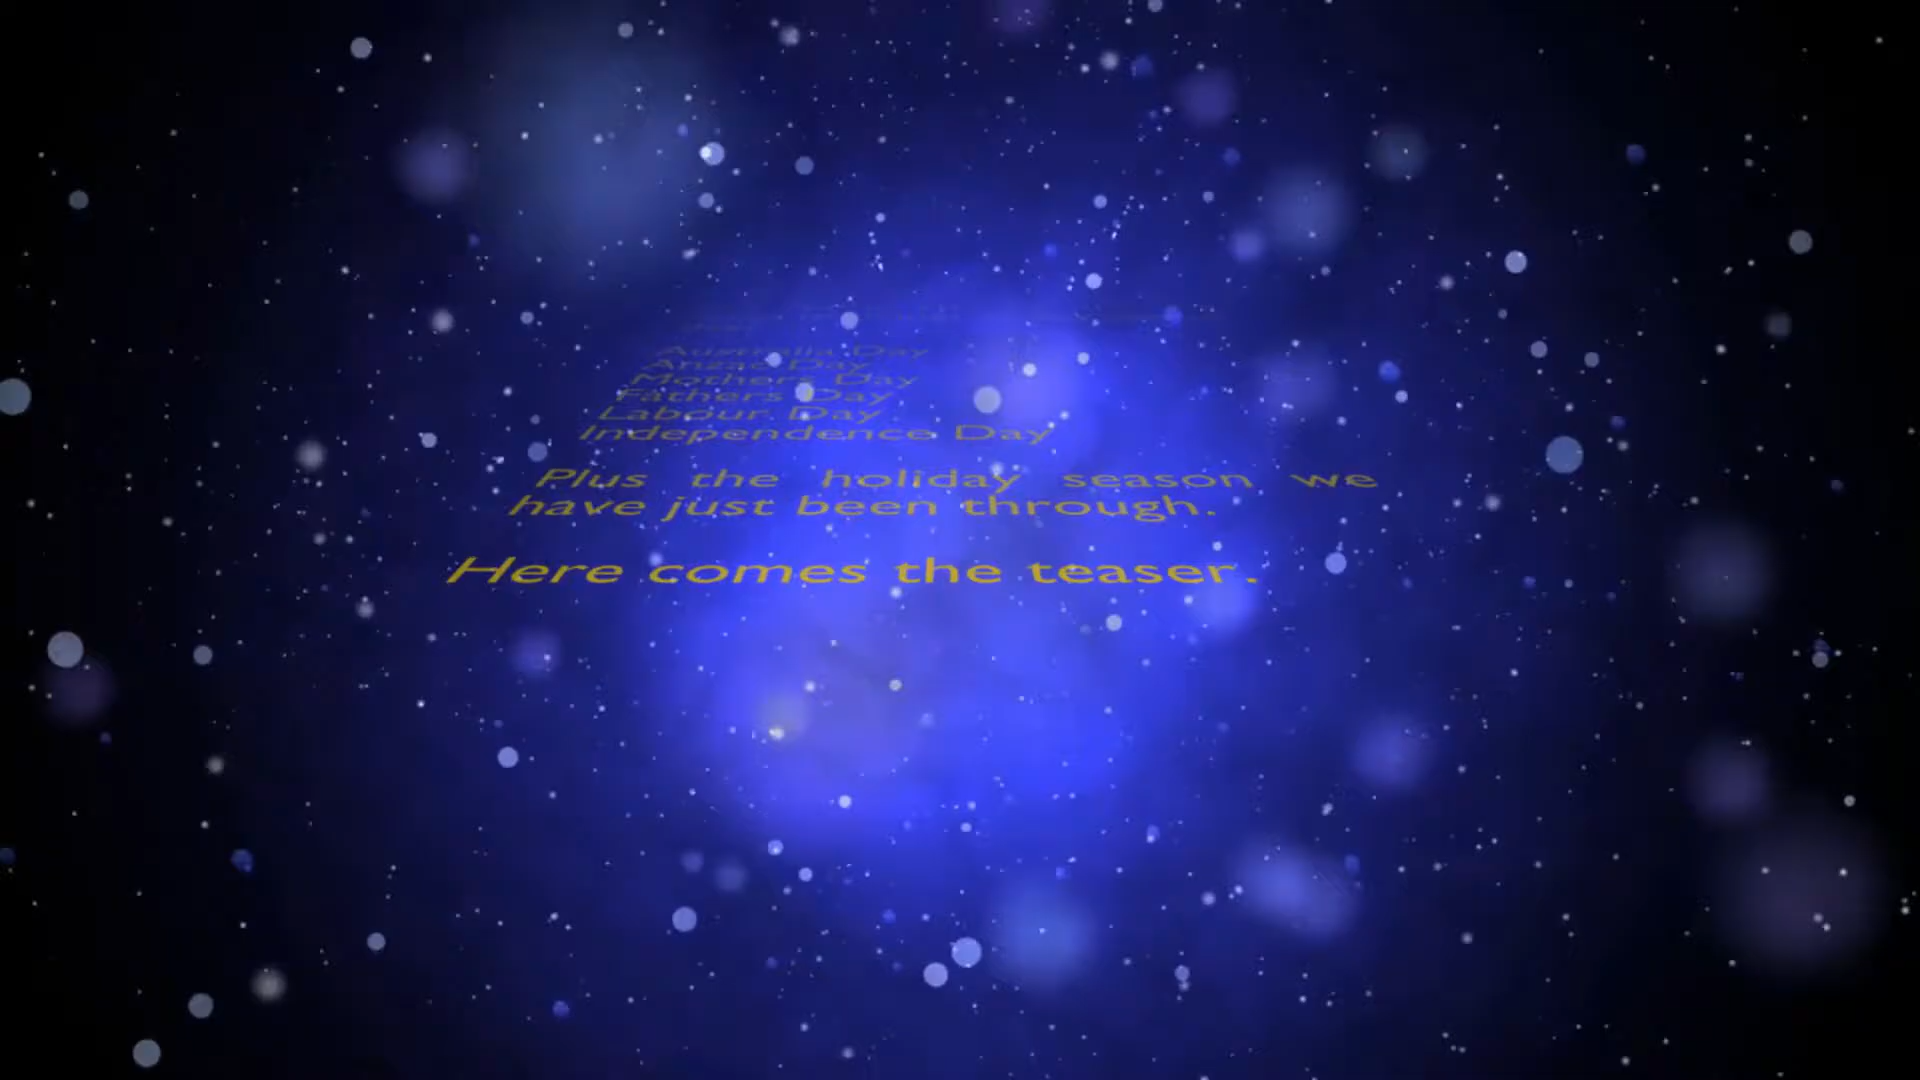 Australia Day
Anzac Day
Mothers Day
Fathers Day
Labour Day
Independence Day
Plus the holiday season we
have just been through.
Here comes the teaser.